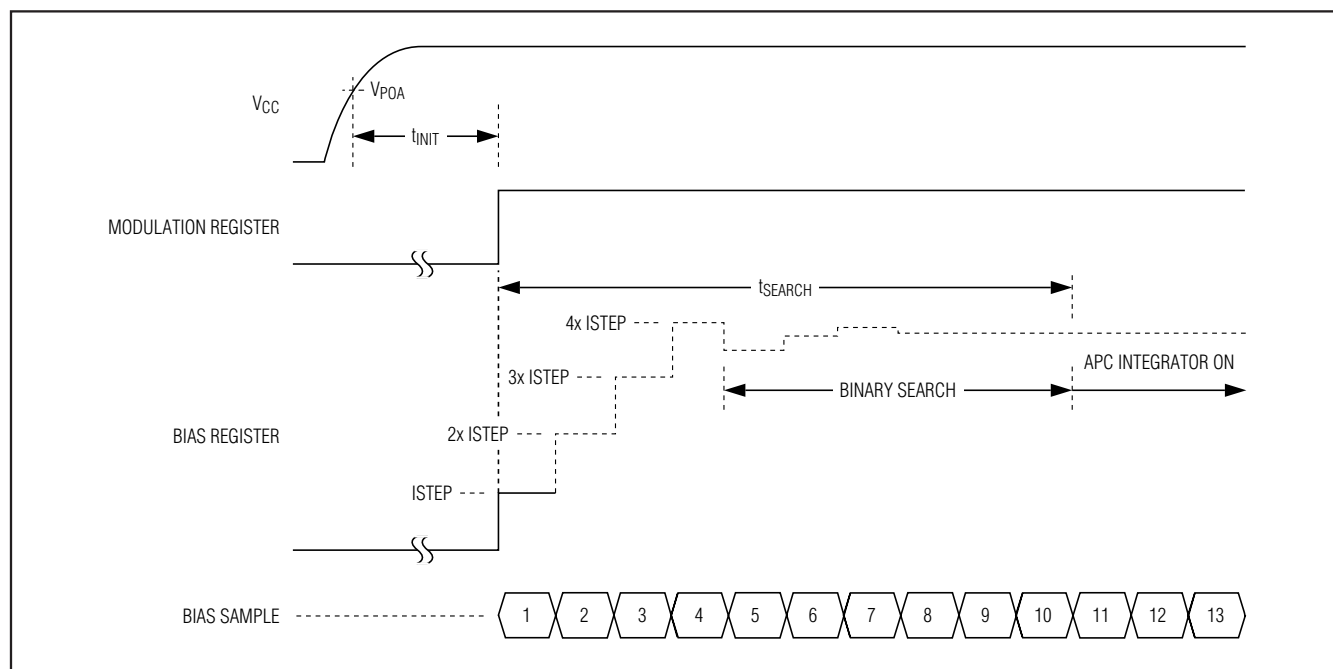 VCC
VPOA
tINIT
MODULATION REGISTER
tSEARCH
4x ISTEP
3x ISTEP
APC INTEGRATOR ON
BINARY SEARCH
2x ISTEP
BIAS REGISTER
ISTEP
BIAS SAMPLE
1 2 3 4 5 6 7 8 9 10 11 12 13